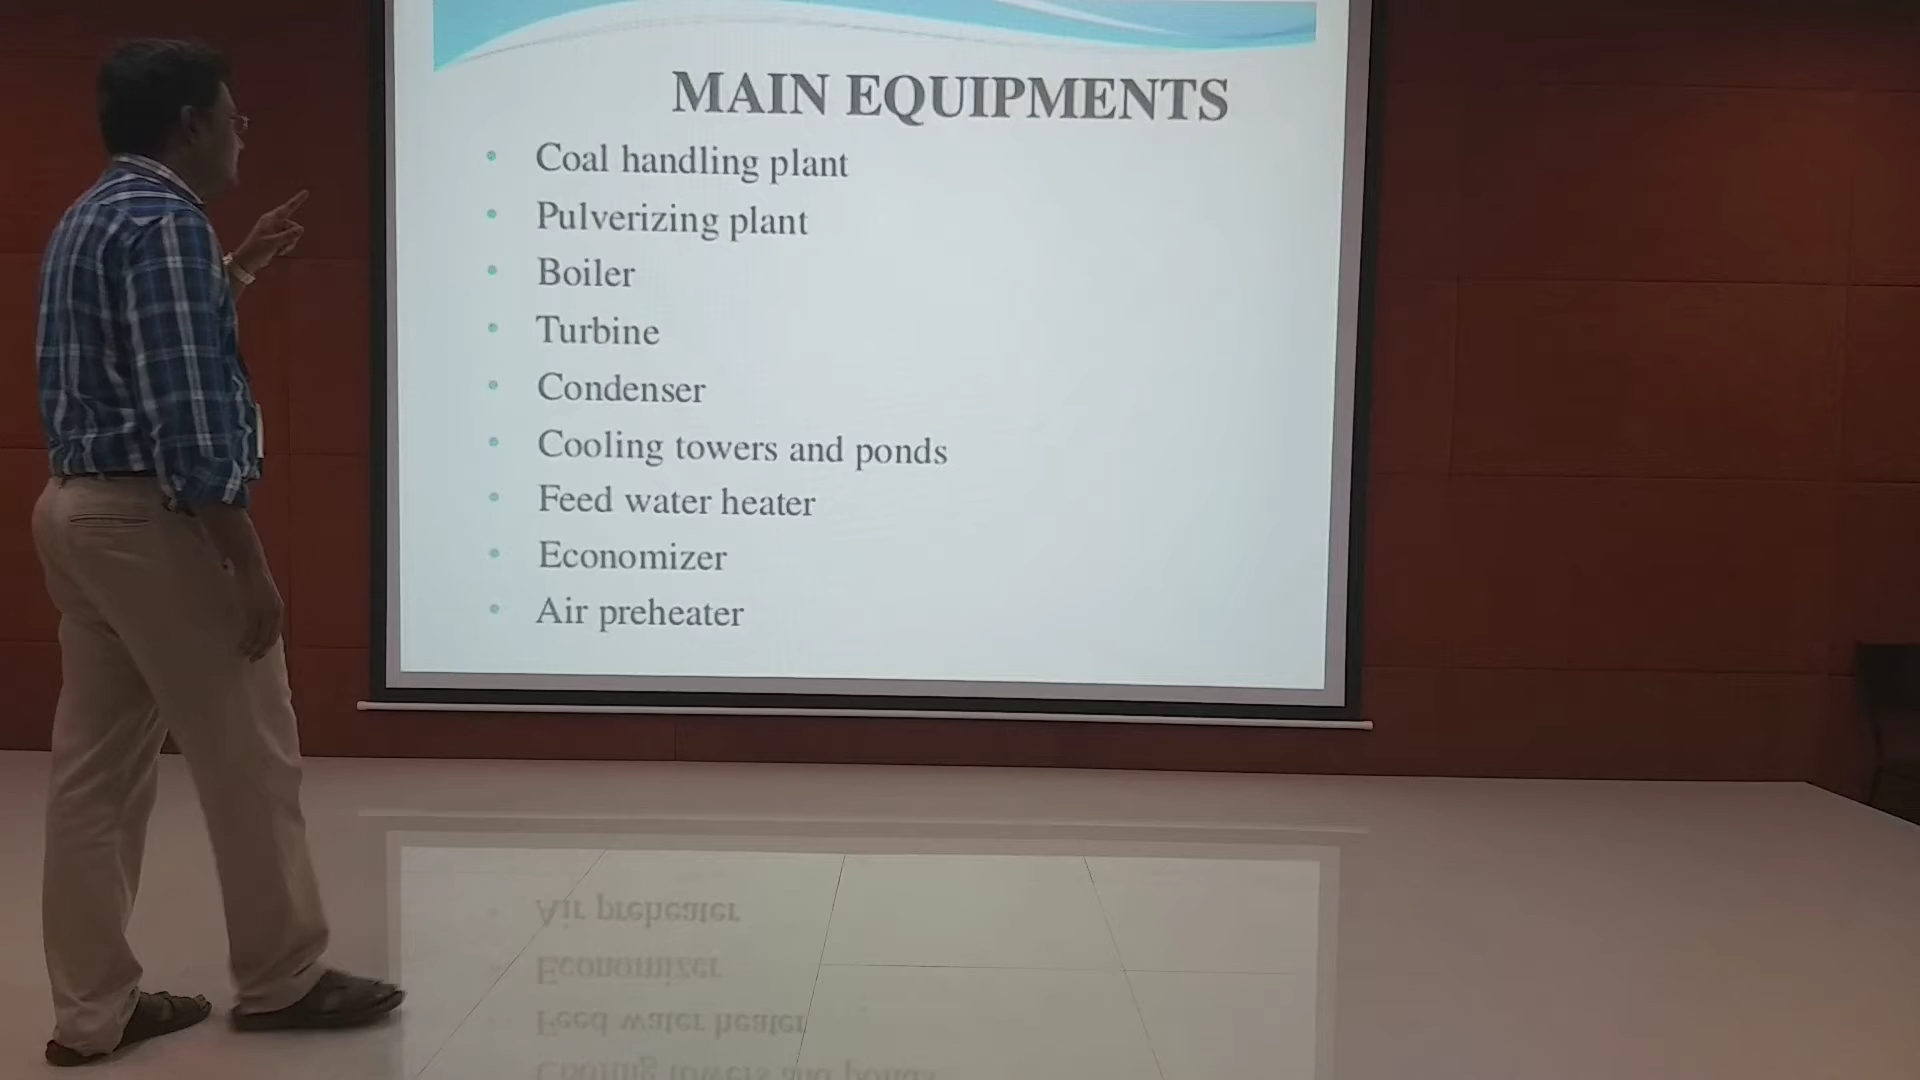 MAIN EQUIPMENTS
Coal handling plant
Pulverizing plant
Boiler
Turbine
Condenser
Cooling towers and ponds
Feed water heater
Economizer
Air preheater